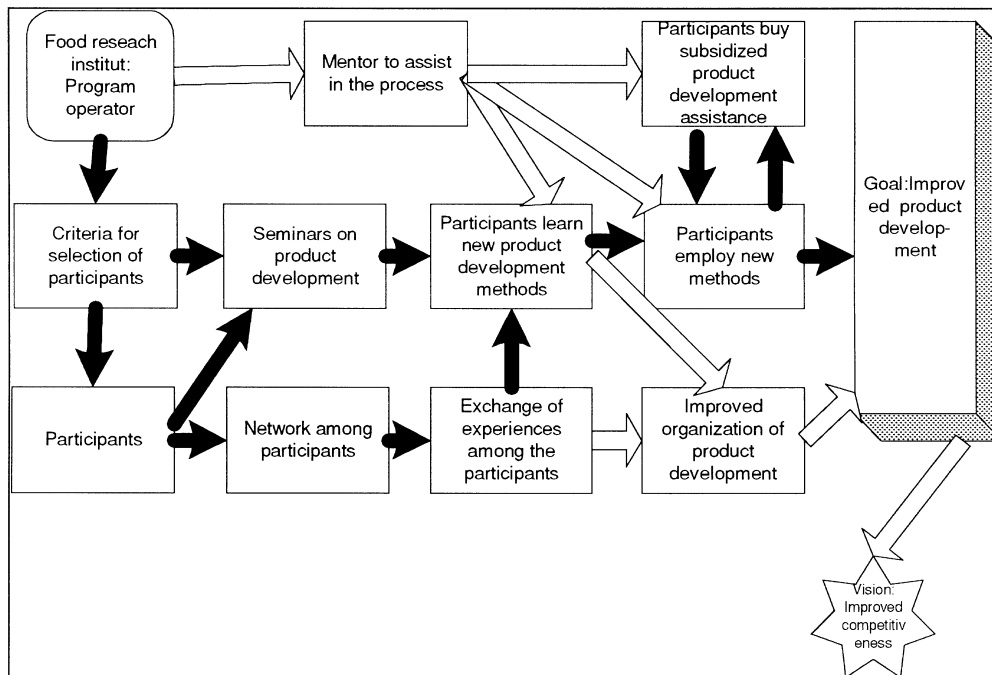 Food reseach
institut:
Program
operator
Mentor to assist
in the process
Participants buy
subsidized
product
development
assistance
Criteria for
selection of
participants
Seminars on
product
development
Participants learn
new product
development
methods
Participants
employ new
methods
Goal:Improv
ed product
develop-
ment
Participants
Network among
participants
Exchange of
experiences
among the
participants
Improved
organization of
product
development
Vision:
Improved
competitiv
eness